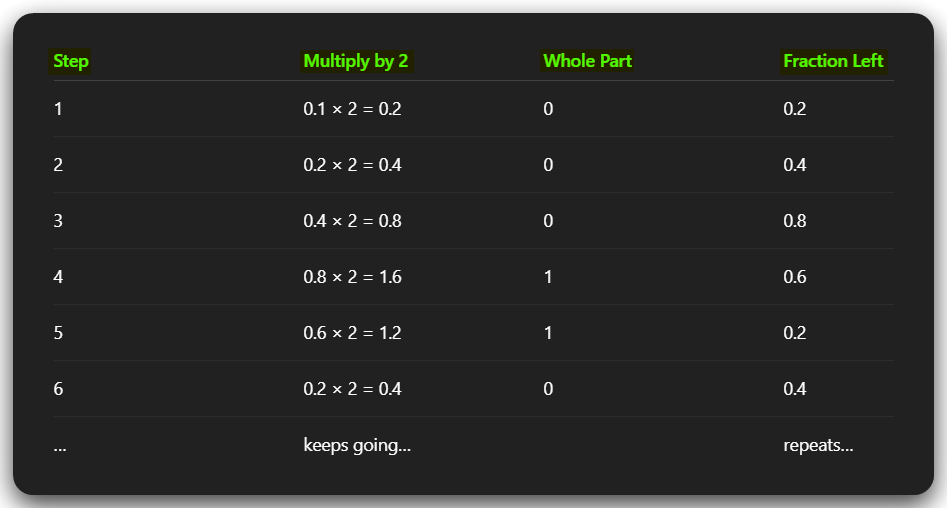 Step Multiply by 2 Whole Part Fraction Left
1 0.1 × 2 = 0.2 0 0.2
2 0.2 × 2 = 0.4 0 0.4
3 0.4 × 2 = 0.8 0 0.8
4 0.8 × 2 = 1.6 1 0.6
5 0.6 × 2 = 1.2 1 0.2
6 0.2 × 2 = 0.4 0 0.4
... keeps going... repeats...